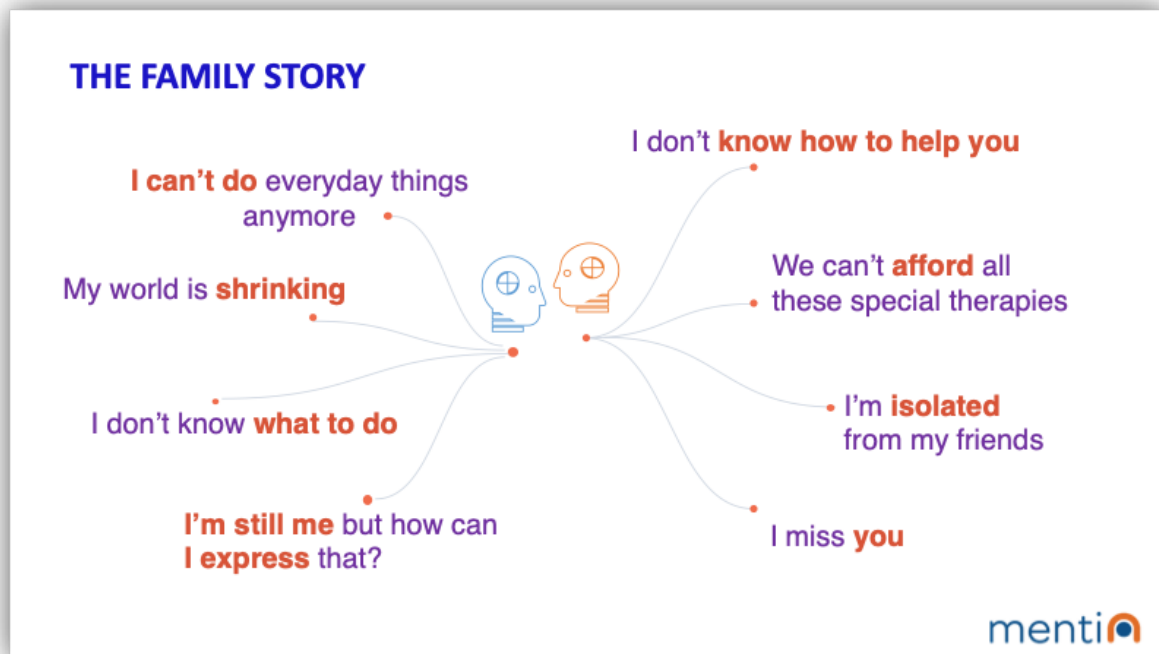 THE FAMILY STORY
I can't do everyday things
anymore
My world is shrinking
I don't know what to do
I'm still me but how can
I express that?
I don't know how to help you
We can't afford all
these special therapies
I'm isolated
from my friends
I miss you
mentia